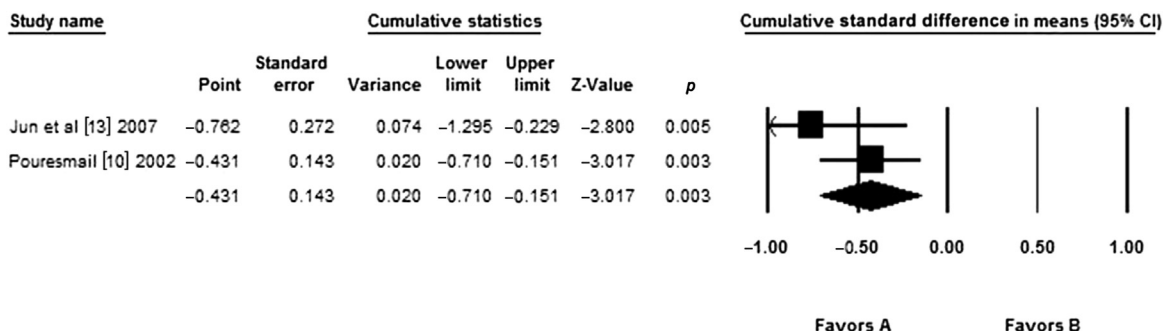 Study name Cumulative statistics Cumulative standard difference in means (95% CI)
Standard Lower Upper
Point error Variance limit limit Z-Value p
Jun et al [13] 2007 −0.762 0.272 0.074 −1.295 −0.229 −2.800 0.005
Pouresmail [10] 2002 −0.431 0.143 0.020 −0.710 −0.151 −3.017 0.003
−0.431 0.143 0.020 −0.710 −0.151 −3.017 0.003
−1.00 −0.50 0.00 0.50 1.00
Favors A Favors B